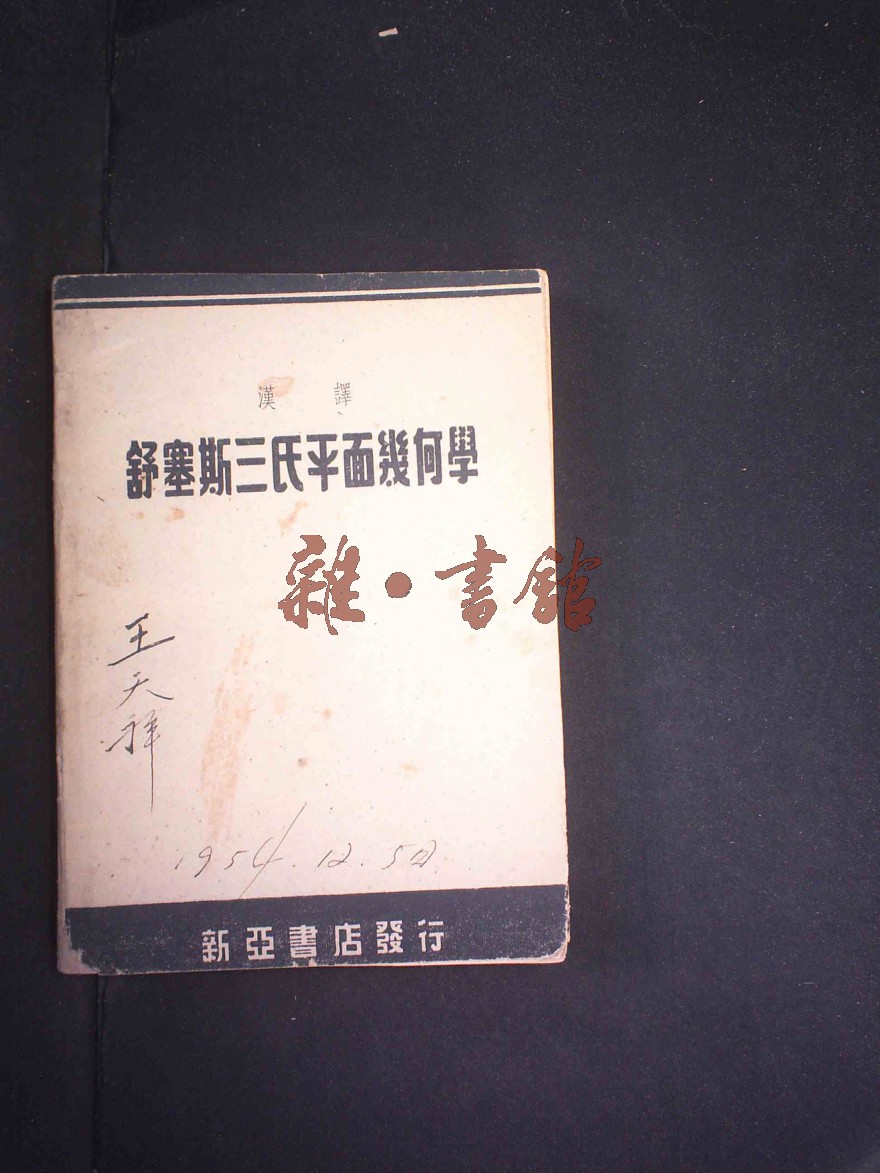 漢 譯
舒塞斯三氏平面幾何學
雜·書館
王天祥
1954.12.5日
新亞書店發行